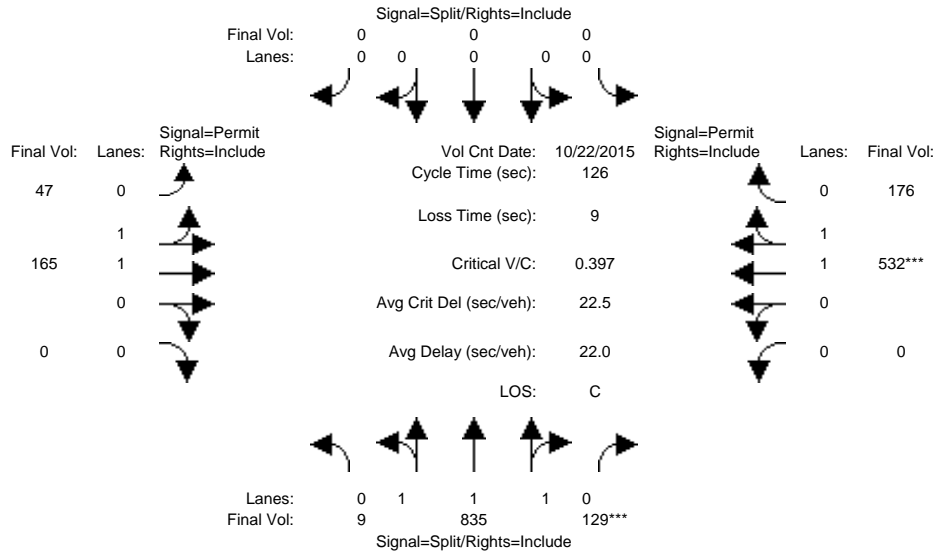 Signal=Split/Rights=Include
Final Vol: 0 0 0
Lanes: 0 0 0 0 0
Signal=Permit Signal=Permit
Final Vol: Lanes: Rights=Include Vol Cnt Date: 10/22/2015 Rights=Include Lanes: Final Vol:
Cycle Time (sec): 126
47 0 0 176
Loss Time (sec): 9
1 1
165 1 Critical V/C: 0.397 1 532***
0 Avg Crit Del (sec/veh): 22.5 0
0 0 Avg Delay (sec/veh): 22.0 0 0
LOS: C
Lanes: 0 1 1 1 0
Final Vol: 9 835 129***
Signal=Split/Rights=Include